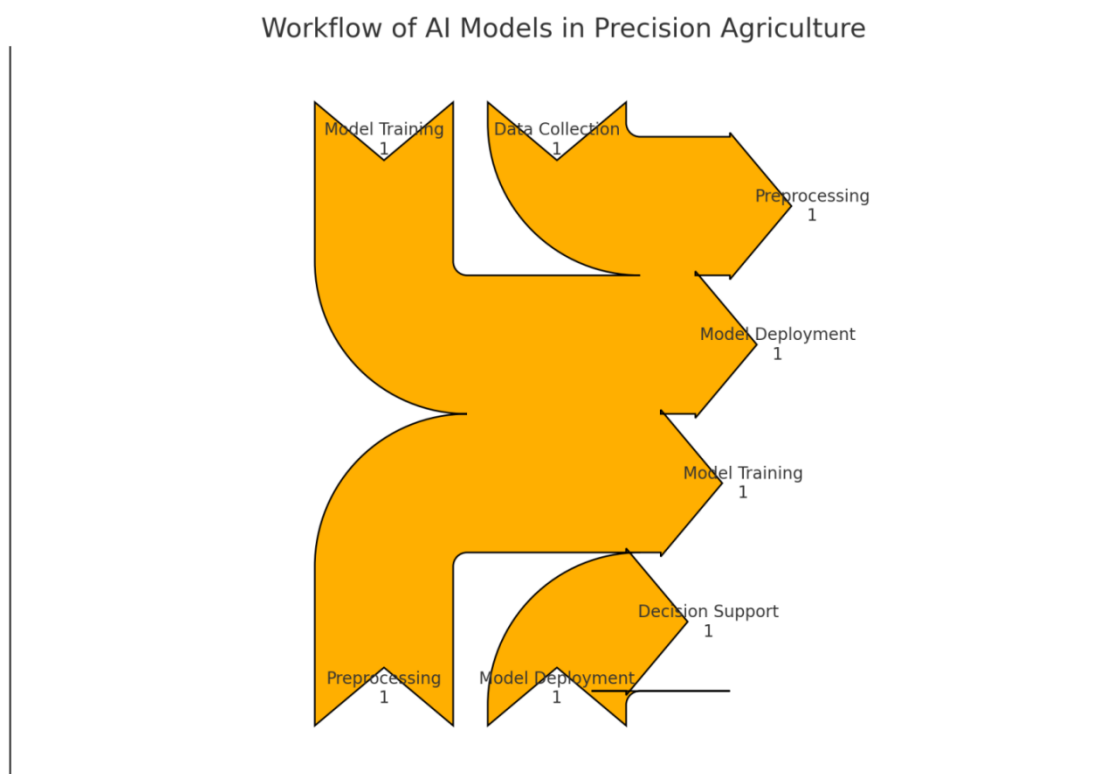 Workflow of AI Models in Precision Agriculture
Model Training
1
Data Collection
1
Preprocessing
1
Model Deployment
1
Model Training
1
Decision Support
1
Preprocessing
1
Model Deployment
1